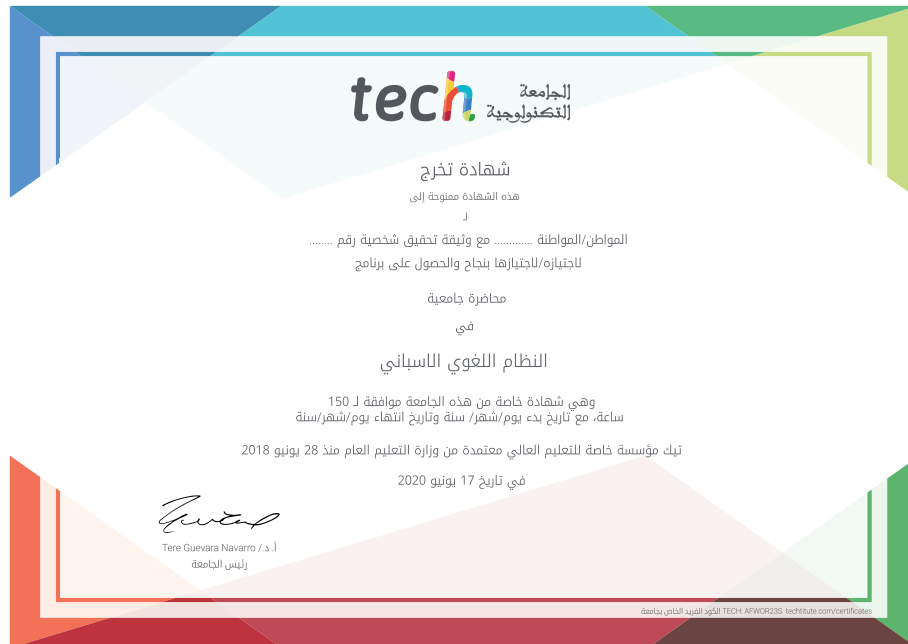 tech الجامعة
التكنولوجية
شهادة تخرج
هذه الشهادة ممنوحة إلى
لـ
المواطن/المواطنة ............ مع وثيقة تحقيق شخصية رقم ........
لاجتيازه/لاجتيازها بنجاح والحصول على برنامج
محاضرة جامعية
في
النظام اللغوي الاسباني
وهي شهادة خاصة من هذه الجامعة موافقة لـ 150
ساعة، مع تاريخ بدء يوم/شهر/ سنة وتاريخ انتهاء يوم/شهر/سنة
تيك مؤسسة خاصة للتعليم العالي معتمدة من وزارة التعليم العام منذ 28 يونيو 2018
في تاريخ 17 يونيو 2020
أ.د./ Tere Guevara Navarro
رئيس الجامعة
الكود الفريد الخاص بجامعة TECH: AFWOR23S techtitute.com/certificates